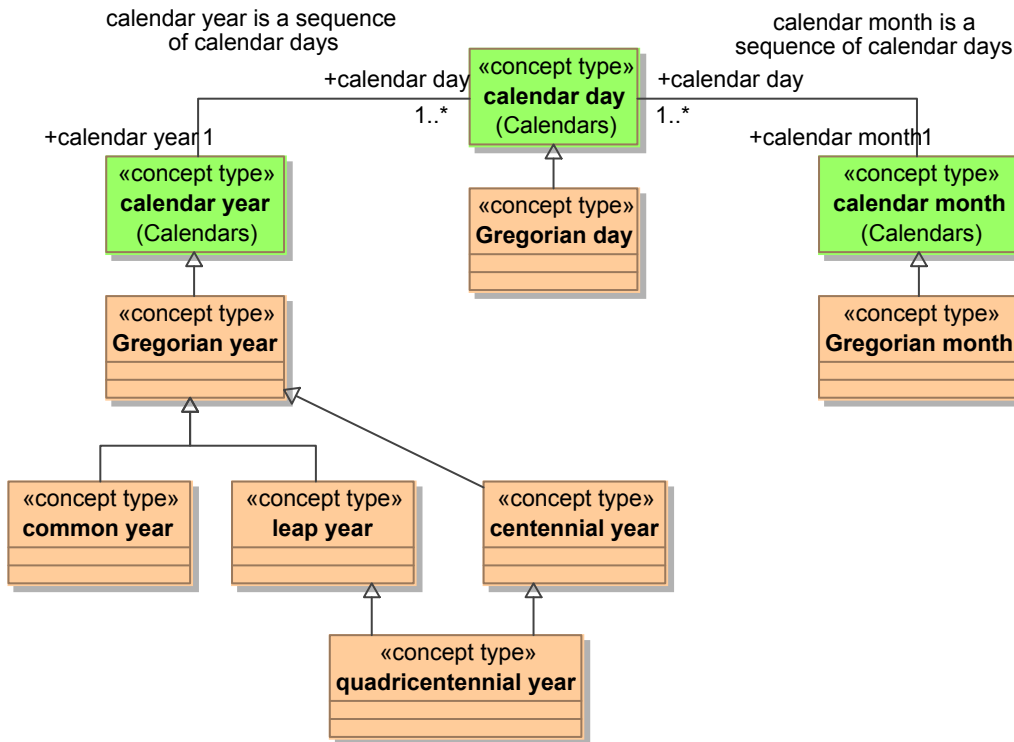 calendar year is a sequence
of calendar days
calendar month is a
sequence of calendar days
+calendar day
1..*
«concept type»
calendar day
(Calendars)
+calendar day
1..*
+calendar year 1
+calendar month1
«concept type»
calendar year
(Calendars)
«concept type»
Gregorian day
«concept type»
calendar month
(Calendars)
«concept type»
Gregorian year
«concept type»
Gregorian month
«concept type»
common year
«concept type»
leap year
«concept type»
centennial year
«concept type»
quadricentennial year